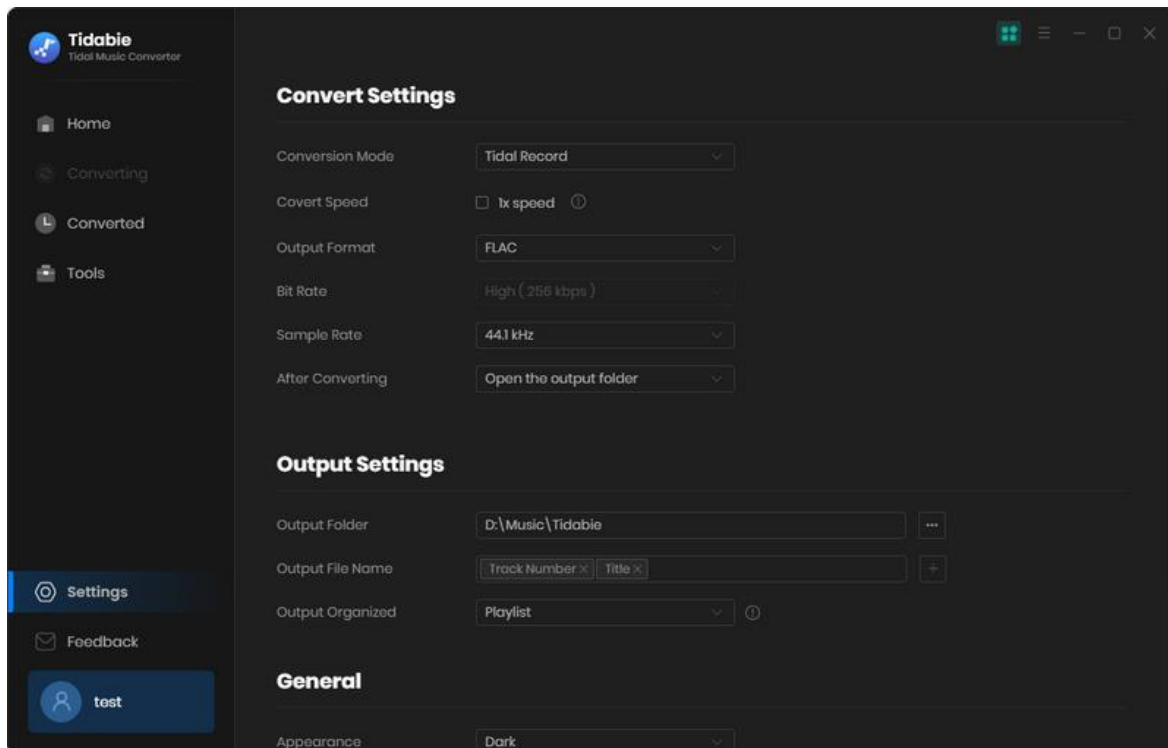 Tidabie
Tidal Music Converter
Home
Converting
Converted
Tools
Settings
Feedback
test
Convert Settings
Conversion Mode Tidal Record
Covert Speed 1x speed
Output Format FLAC
Bit Rate High ( 256 kbps )
Sample Rate 44.1 kHz
After Converting Open the output folder
Output Settings
Output Folder D:\Music\Tidabie
Output File Name Track Number Title
Output Organized Playlist
General
Appearance Dark